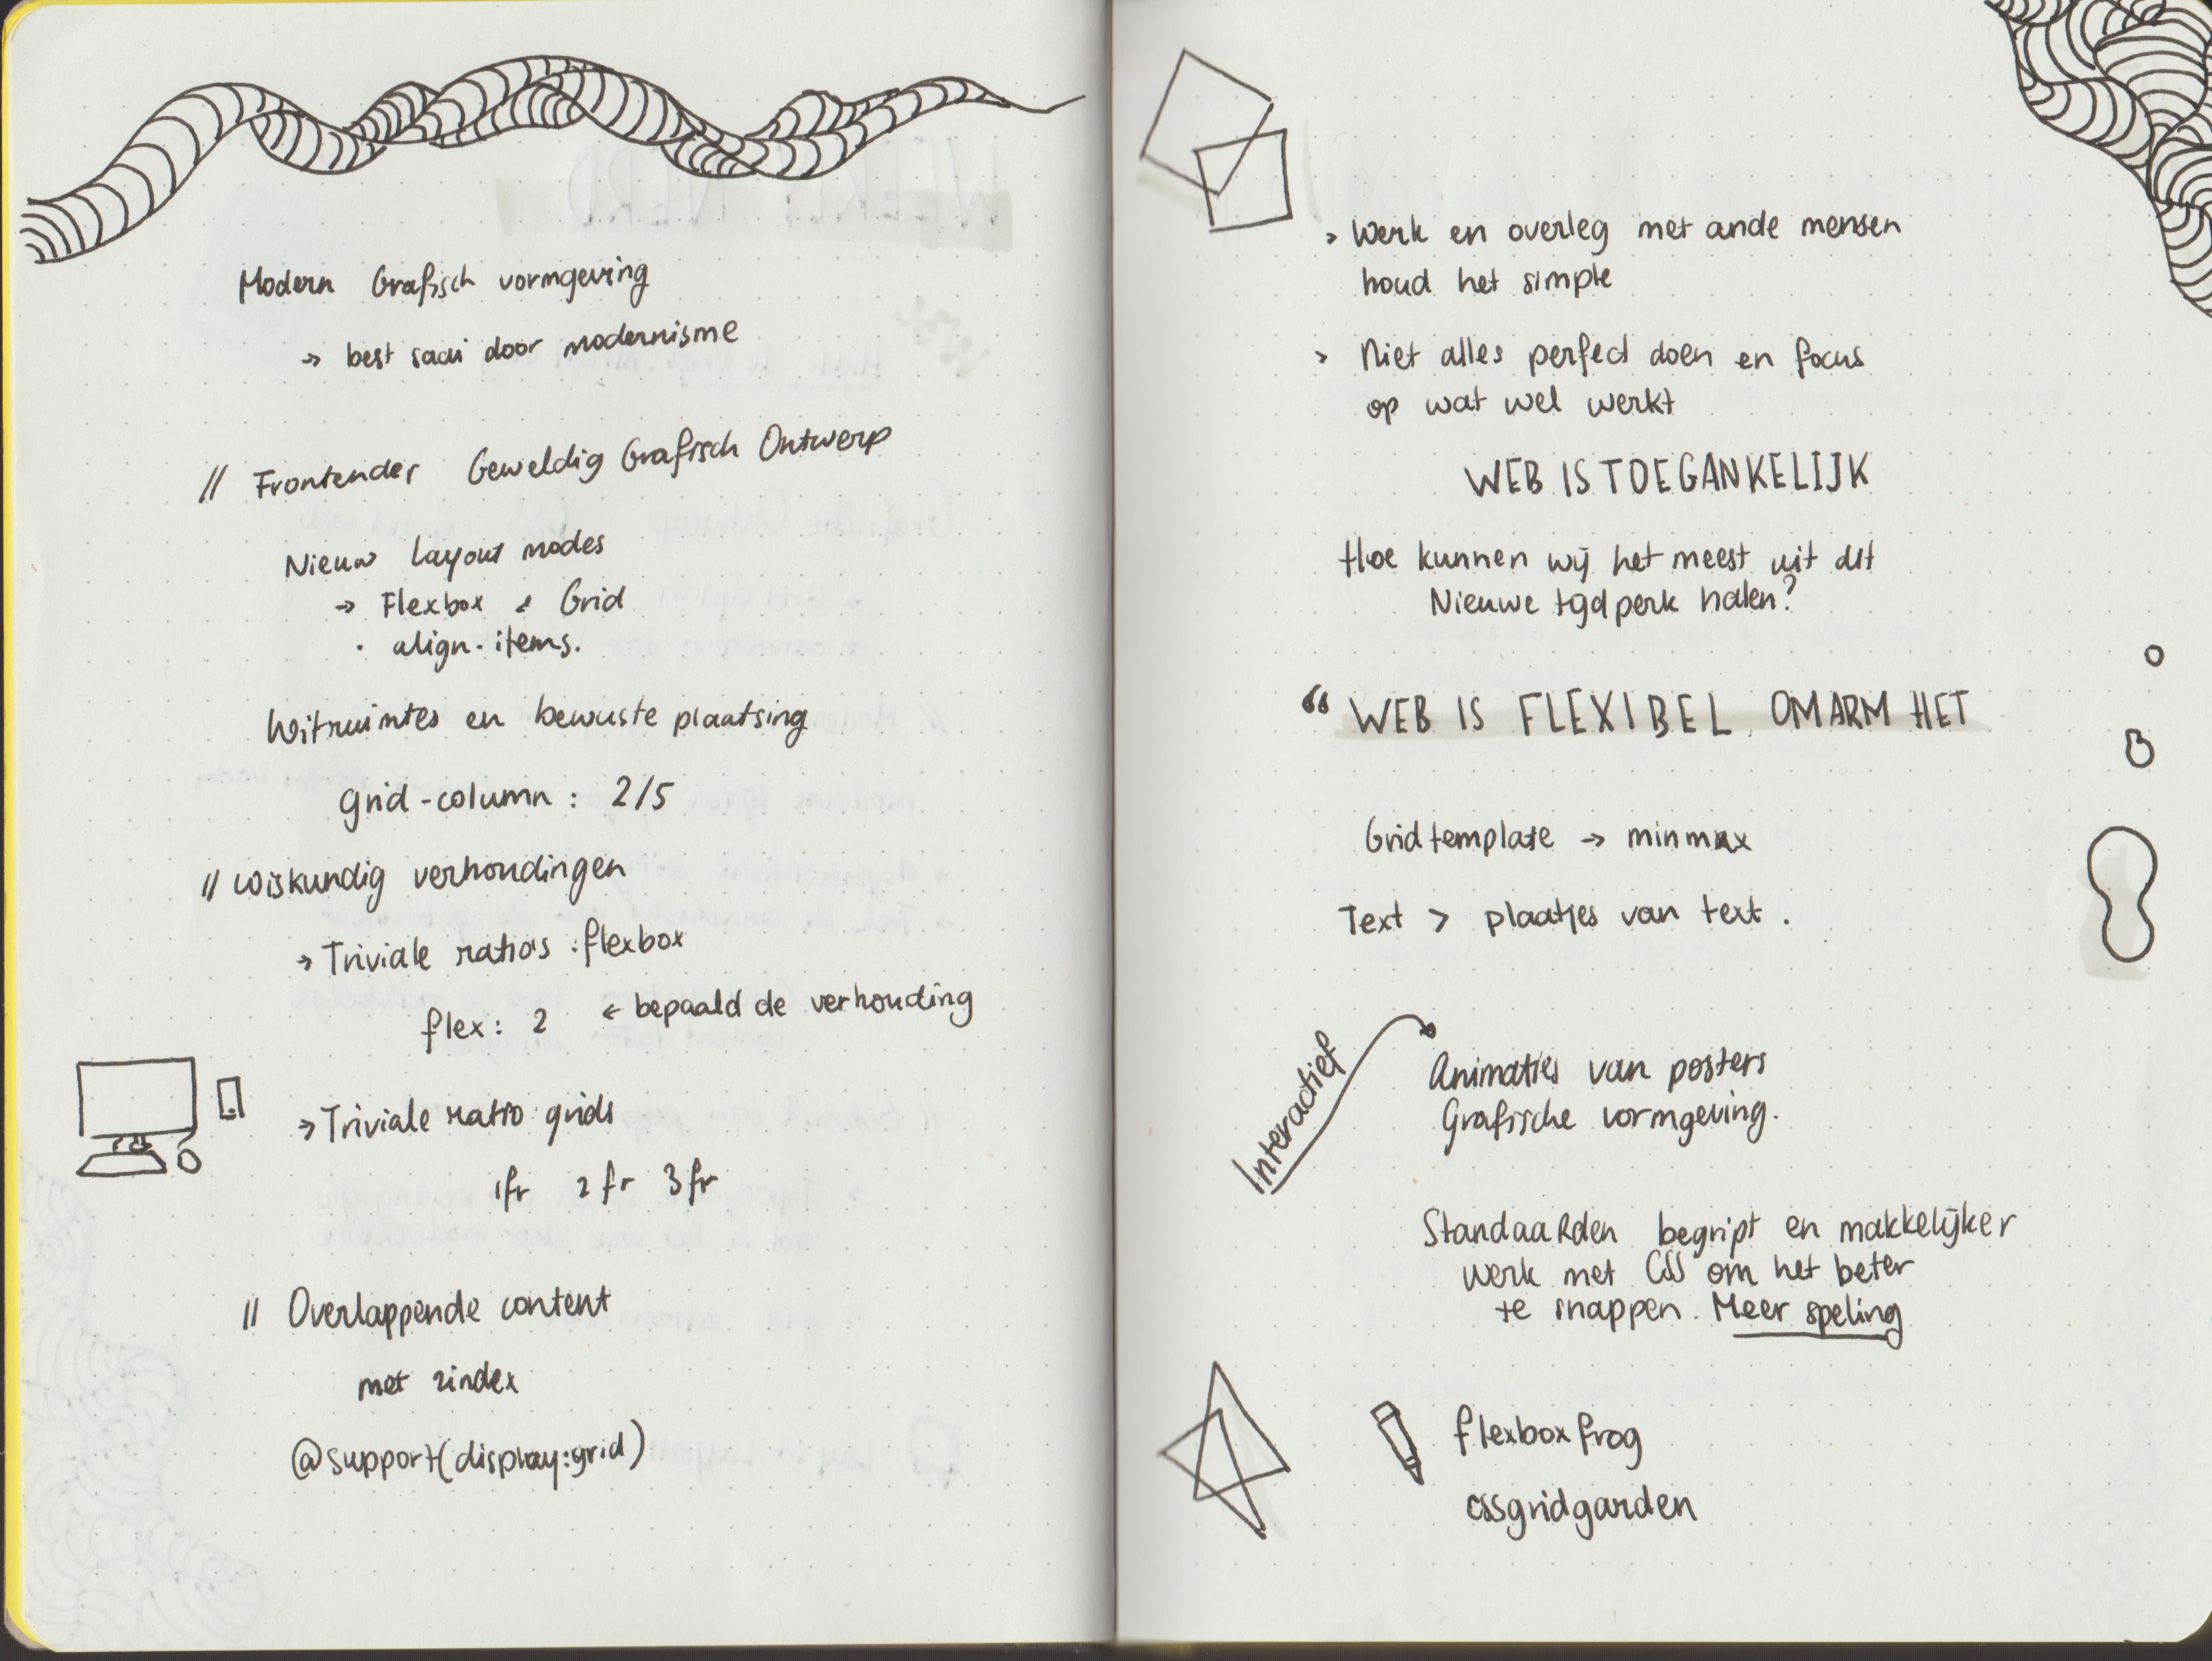 Modern Grafisch vormgeving
→ best saai door modernisme
// Frontender Geweldig Grafisch Ontwerp
Nieuw Layout modes
→ Flexbox & Grid
· align-items.
Witruimtes en bewuste plaatsing
grid-column: 2/5
// Wiskundig verhoudingen
→ Triviale ratios: flexbox
flex: 2 ← bepaald de verhouding
→ Triviale ratio grids
1fr 2fr 3fr
// Overlappende content
met zindex
@support(display:grid)
> Werk en overleg met ande mensen
houd het simple
> Niet alles perfect doen en focus
op wat wel werkt
WEB IS TOEGANKELIJK
Hoe kunnen wij het meest uit dit
Nieuwe tijdperk halen?
“ WEB IS FLEXIBEL OMARM HET
Grid template → minmax
Text > plaatjes van text.
Interactief
Animaties van posters
Grafische vormgeving.
Standaarden begript en makkelijker
werk met CSS om het beter
te snappen. Meer speling
flexbox frog
cssgridgarden